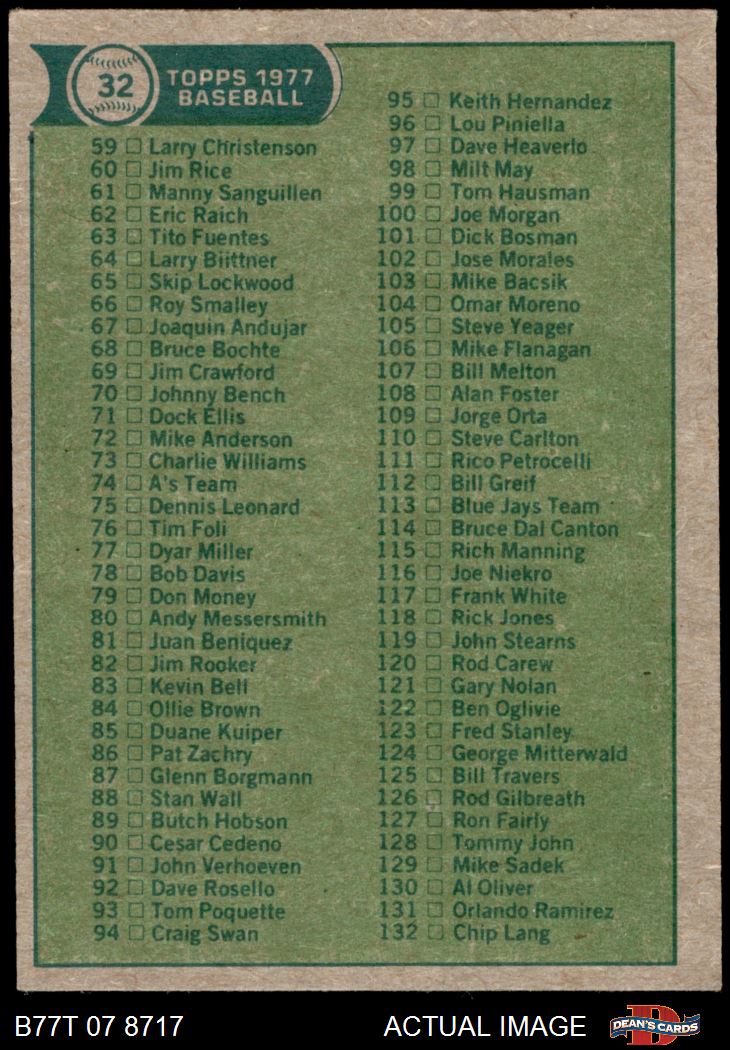 32
TOPPS 1977
BASEBALL
59 Larry Christenson
60 Jim Rice
61 Manny Sanguillen
62 Eric Raich
63 Tito Fuentes
64 Larry Biittner
65 Skip Lockwood
66 Roy Smalley
67 Joaquin Andujar
68 Bruce Bochte
69 Jim Crawford
70 Johnny Bench
71 Dock Ellis
72 Mike Anderson
73 Charlie Williams
74 A's Team
75 Dennis Leonard
76 Tim Foli
77 Dyar Miller
78 Bob Davis
79 Don Money
80 Andy Messersmith
81 Juan Beniquez
82 Jim Rooker
83 Kevin Bell
84 Ollie Brown
85 Duane Kuiper
86 Pat Zachry
87 Glenn Borgmann
88 Stan Wall
89 Butch Hobson
90 Cesar Cedeno
91 John Verhoeven
92 Dave Rosello
93 Tom Poquette
94 Craig Swan
95 Keith Hernandez
96 Lou Piniella
97 Dave Heaverlo
98 Milt May
99 Tom Hausman
100 Joe Morgan
101 Dick Bosman
102 Jose Morales
103 Mike Bacsik
104 Omar Moreno
105 Steve Yeager
106 Mike Flanagan
107 Bill Melton
108 Alan Foster
109 Jorge Orta
110 Steve Carlton
111 Rico Petrocelli
112 Bill Greif
113 Blue Jays Team
114 Bruce Dal Canton
115 Rich Manning
116 Joe Niekro
117 Frank White
118 Rick Jones
119 John Stearns
120 Rod Carew
121 Gary Nolan
122 Ben Oglivie
123 Fred Stanley
124 George Mitterwald
125 Bill Travers
126 Rod Gilbreath
127 Ron Fairly
128 Tommy John
129 Mike Sadek
130 Al Oliver
131 Orlando Ramirez
132 Chip Lang
B77T 07 8717
ACTUAL IMAGE
DEAN'S CARDS